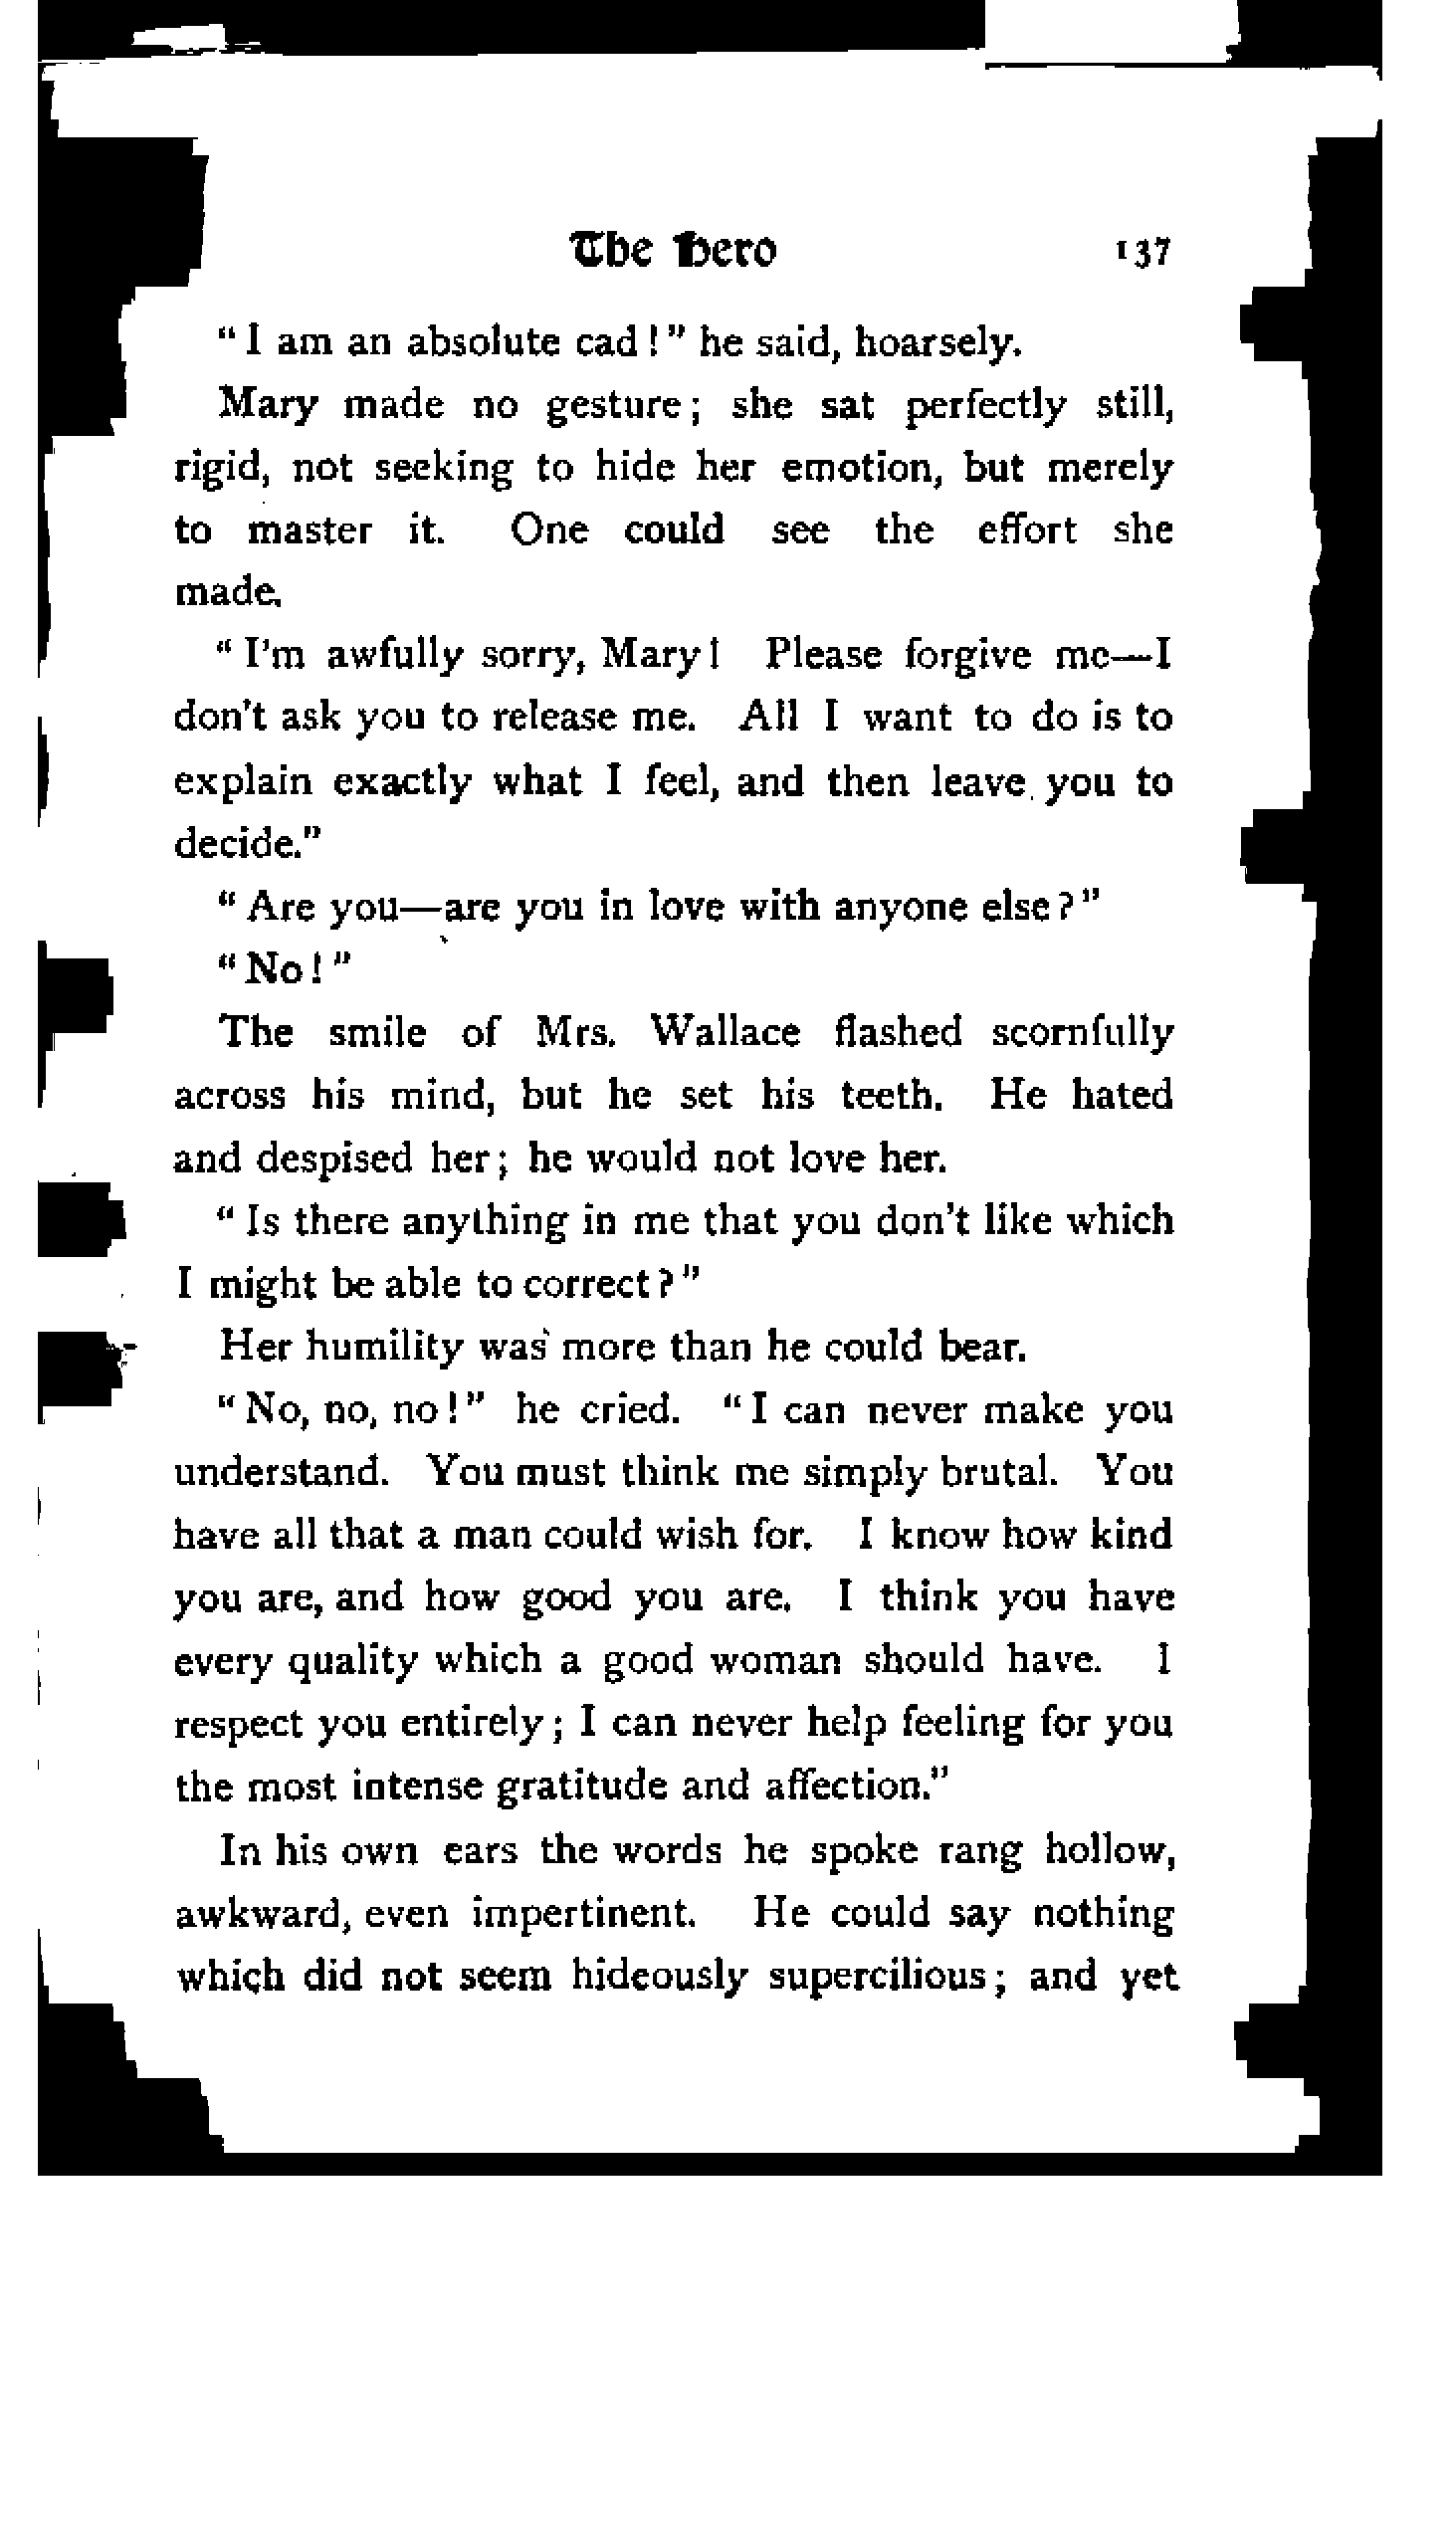 The Hero 137
“I am an absolute cad!” he said, hoarsely.
Mary made no gesture; she sat perfectly still,
rigid, not seeking to hide her emotion, but merely
to master it. One could see the effort she
made.
“I'm awfully sorry, Mary! Please forgive me—I
don't ask you to release me. All I want to do is to
explain exactly what I feel, and then leave you to
decide.”
“Are you—are you in love with anyone else?”
“No!”
The smile of Mrs. Wallace flashed scornfully
across his mind, but he set his teeth. He hated
and despised her; he would not love her.
“Is there anything in me that you don't like which
I might be able to correct?”
Her humility was more than he could bear.
“No, no, no!” he cried. “I can never make you
understand. You must think me simply brutal. You
have all that a man could wish for. I know how kind
you are, and how good you are. I think you have
every quality which a good woman should have. I
respect you entirely; I can never help feeling for you
the most intense gratitude and affection.”
In his own ears the words he spoke rang hollow,
awkward, even impertinent. He could say nothing
which did not seem hideously supercilious; and yet